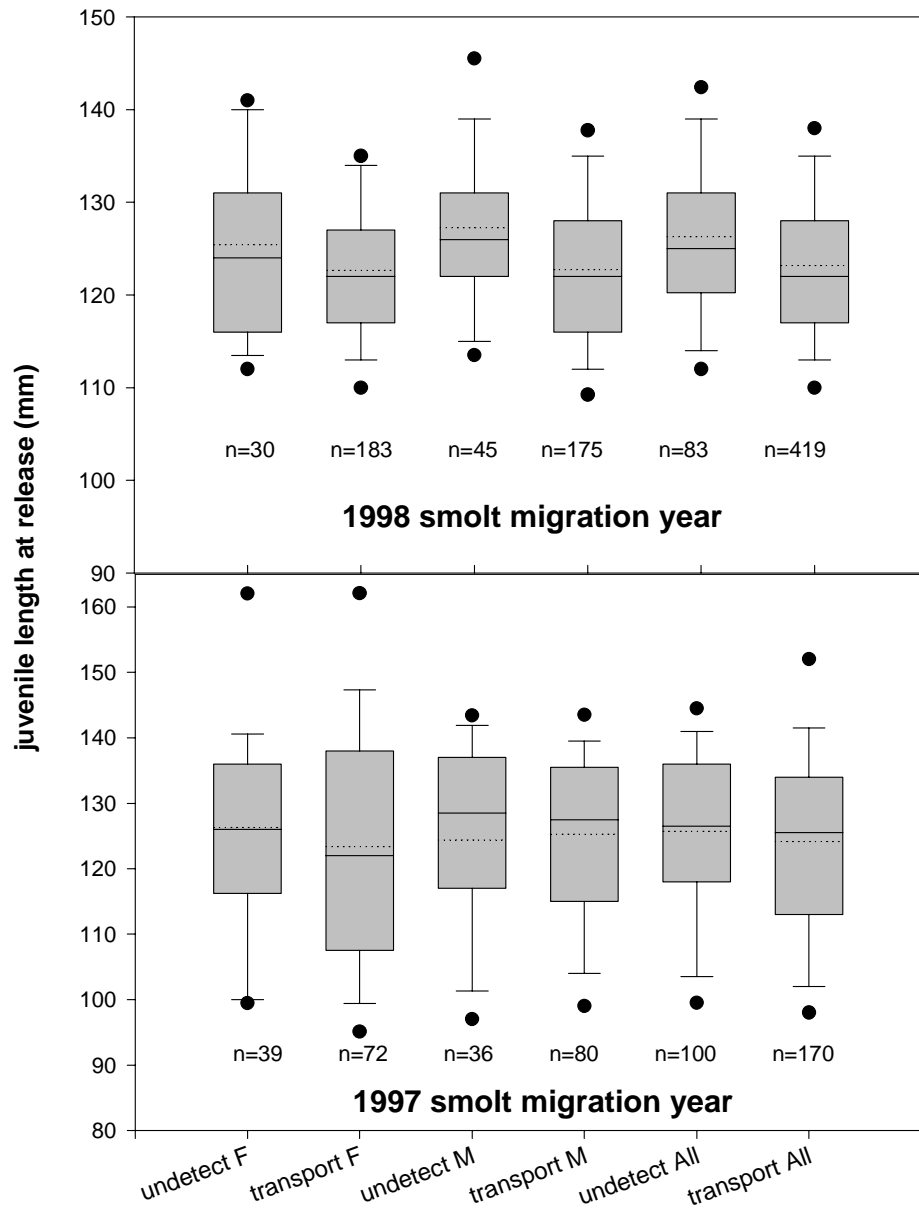 juvenile length at release (mm)
150
140
130
120
110
100
90
n=30 n=183 n=45 n=175 n=83 n=419
1998 smolt migration year
160
150
140
130
120
110
100
90
80
n=39 n=72 n=36 n=80 n=100 n=170
1997 smolt migration year
undetect F transport F undetect M transport M undetect All transport All